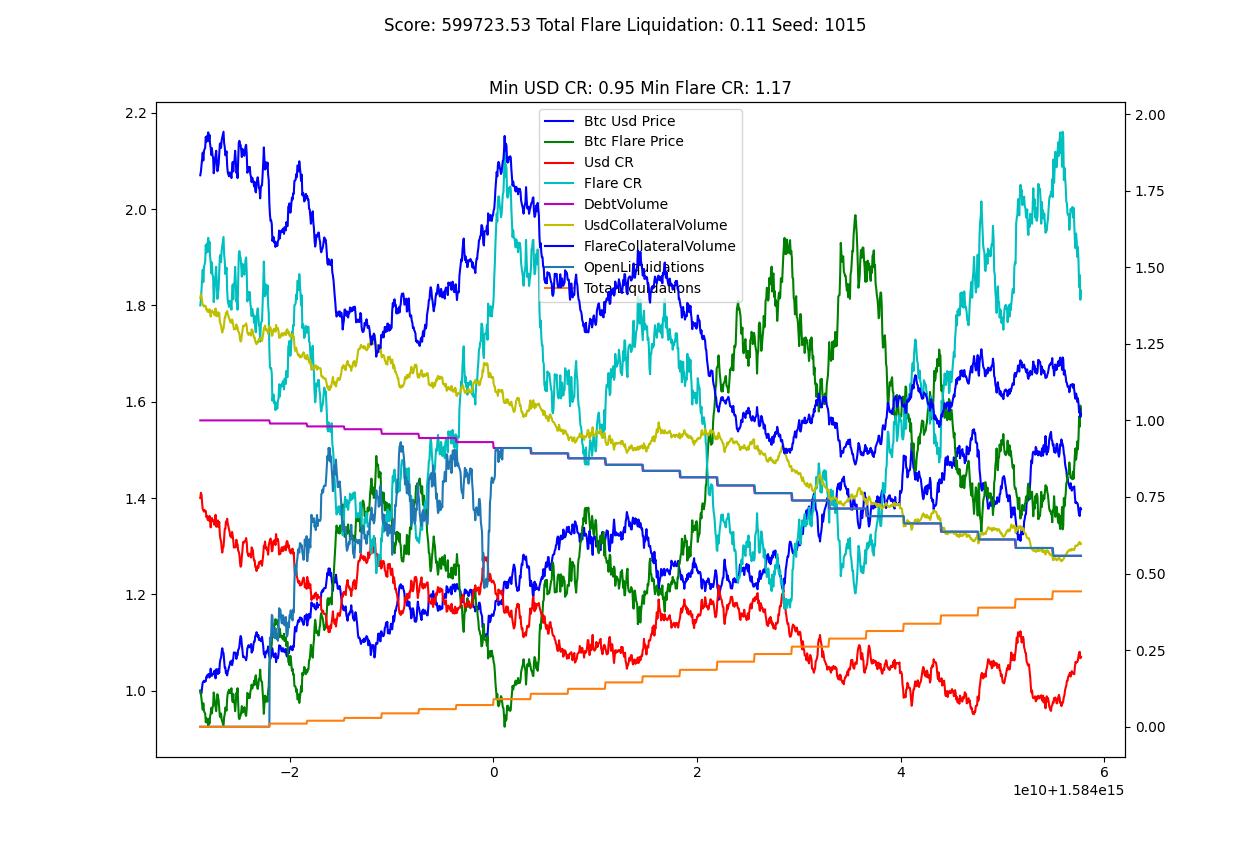 Score: 599723.53 Total Flare Liquidation: 0.11 Seed: 1015
Min USD CR: 0.95 Min Flare CR: 1.17
2.2
2.0
1.8
1.6
1.4
1.2
1.0
Btc Usd Price
Btc Flare Price
Usd CR
Flare CR
DebtVolume
UsdCollateralVolume
FlareCollateralVolume
OpenLiquidations
TotalLiquidations
2.00
1.75
1.50
1.25
1.00
0.75
0.50
0.25
0.00
−2
0
2
4
6
1e10+1.584e15